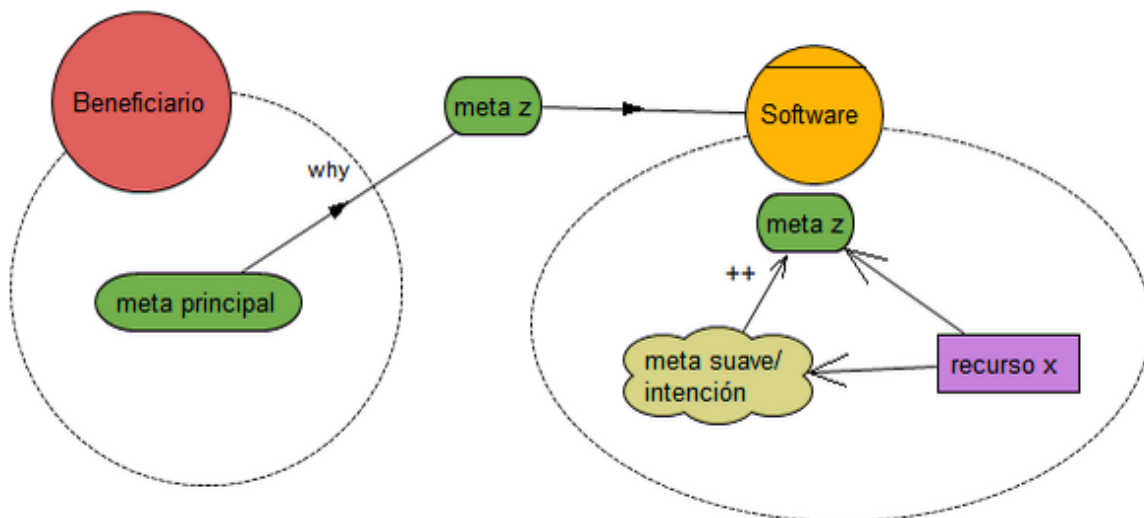 Beneficiario
meta z
Software
why
meta z
++
meta principal
meta suave/
intención
recurso x